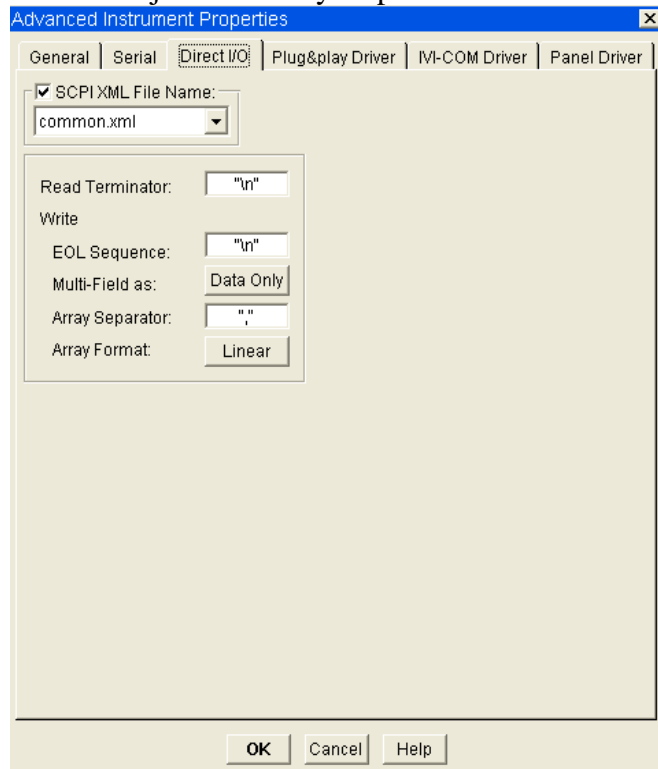 Advanced Instrument Properties
General Serial Direct I/O Plug&play Driver IVI-COM Driver Panel Driver
SCPI XML File Name:
common.xml
Read Terminator: "\n"
Write
EOL Sequence: "\n"
Multi-Field as: Data Only
Array Separator: ","
Array Format: Linear
OK Cancel Help